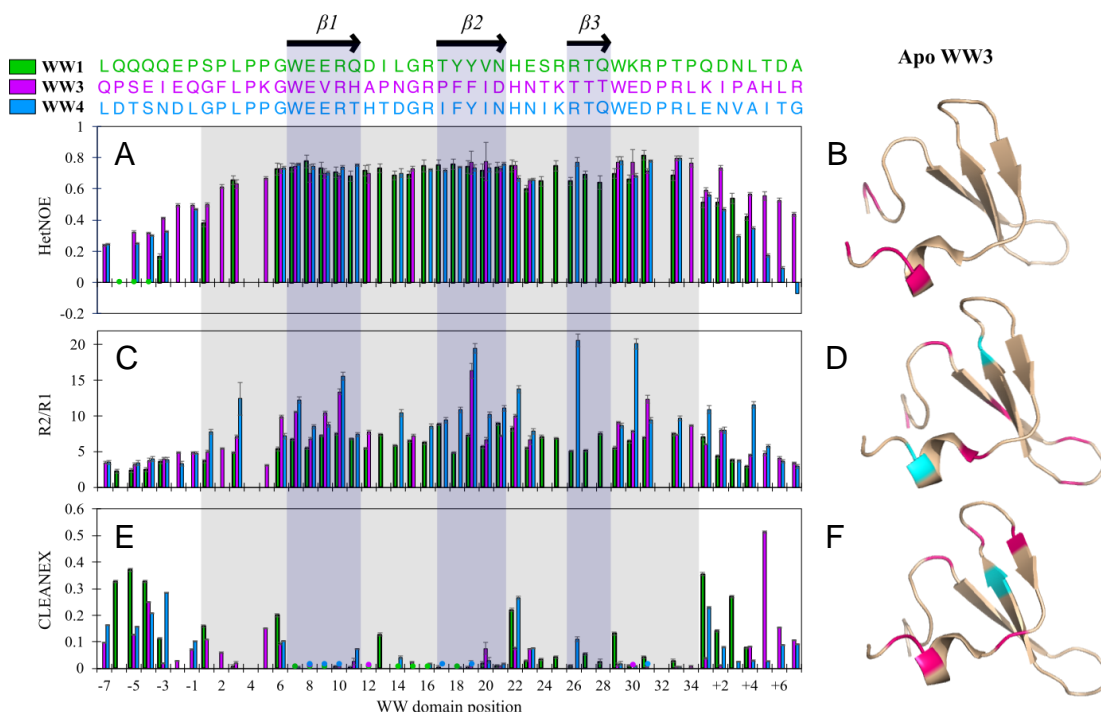 β1 β2 β3
WW1 LQQQQEPSPLPPGWEERQDILGRTYYVNHESRRTQWKRPTPQDNLTDA
WW3 QPSEIEQGFLPKGWEVRHAPNGRPFFIDHNTKTTTWEDPRLKIPAHLR
WW4 LDTSNDLGPLPPGWEERTHTDGRIFYINHNIKRTQWEDPRLENVAITG
Apo WW3
A
HetNOE
1
0.8
0.6
0.4
0.2
0
-0.2
B
C
R2/R1
20
15
10
5
0
D
E
CLEANEX
0.6
0.5
0.4
0.3
0.2
0.1
0
F
-7 -5 -3 -1 2 4 6 8 10 12 14 16 18 20 22 24 26 28 30 32 34 +2 +4 +6
WW domain position